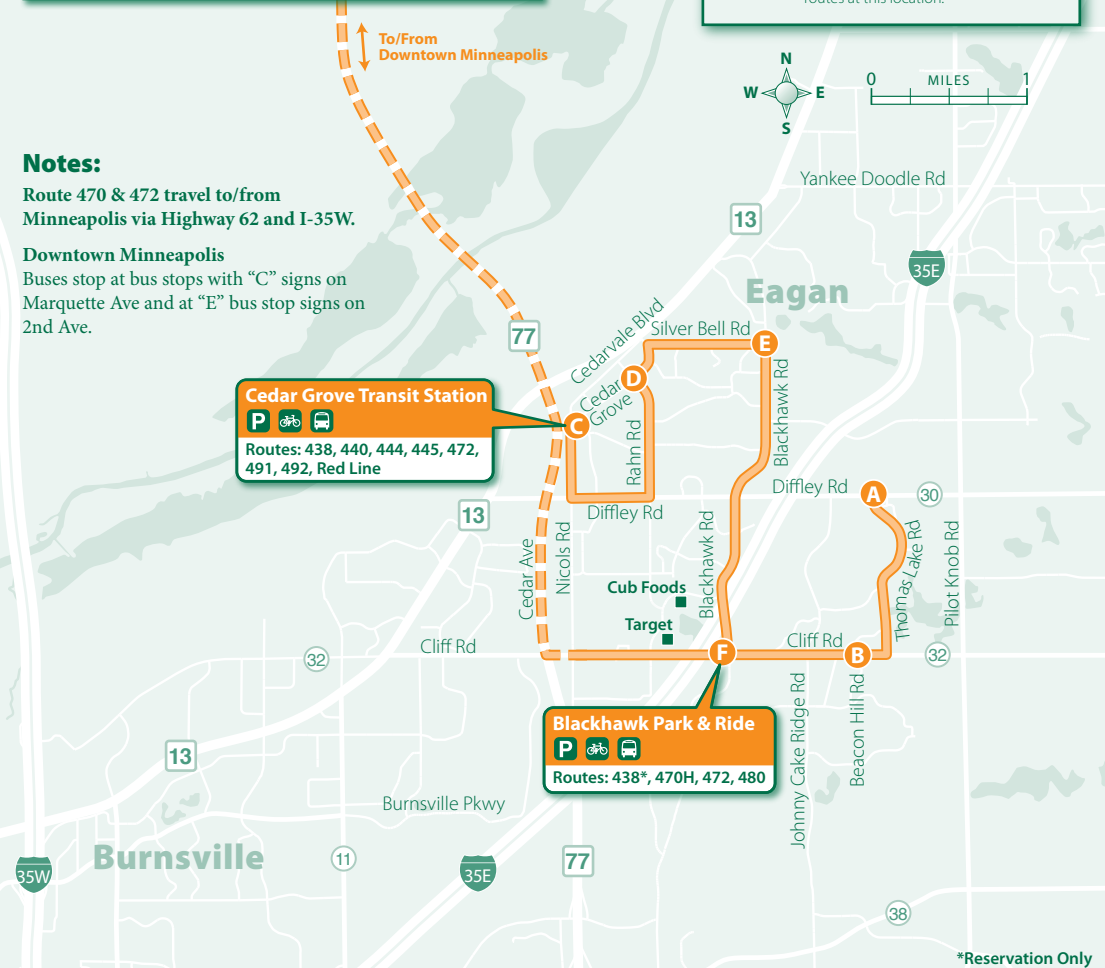 routes at this location.
To/From
Downtown Minneapolis
N
W
E
S
0
MILES
1
Notes:
Route 470 & 472 travel to/from
Minneapolis via Highway 62 and I-35W.
Downtown Minneapolis
Buses stop at bus stops with “C” signs on
Marquette Ave and at “E” bus stop signs on
2nd Ave.
Yankee Doodle Rd
13
35E
Eagan
77
Cedarvale Blvd
Silver Bell Rd
E
D
Cedar
Grove
Cedar Grove Transit Station
P
Routes: 438, 440, 444, 445, 472,
491, 492, Red Line
C
Rahn Rd
Blackhawk Rd
Diffley Rd
A
30
13
Diffley Rd
Cedar Ave
Nicols Rd
Blackhawk Rd
Thomas Lake Rd
Pilot Knob Rd
Cub Foods
Target
32
Cliff Rd
F
Cliff Rd
B
32
Blackhawk Park & Ride
P
Routes: 438*, 470H, 472, 480
Johnny Cake Ridge Rd
Beacon Hill Rd
13
Burnsville Pkwy
Burnsville
35W
11
35E
77
38
*Reservation Only